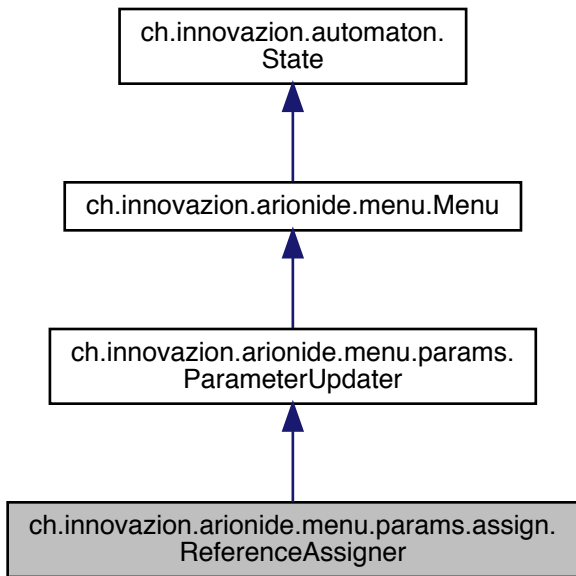 ch.innovazion.automaton.
State
ch.innovazion.arionide.menu.Menu
ch.innovazion.arionide.menu.params.
ParameterUpdater
ch.innovazion.arionide.menu.params.assign.
ReferenceAssigner